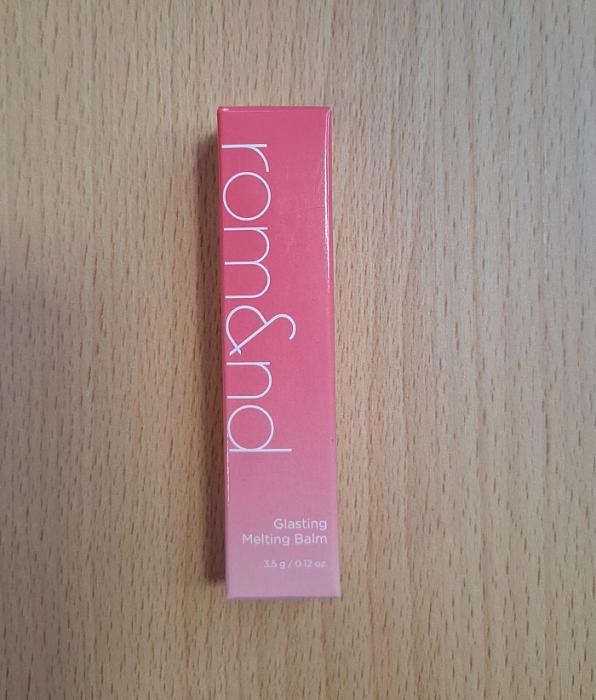 rom&nd
Glasting
Melting Balm
3.5 g / 0.12 oz.